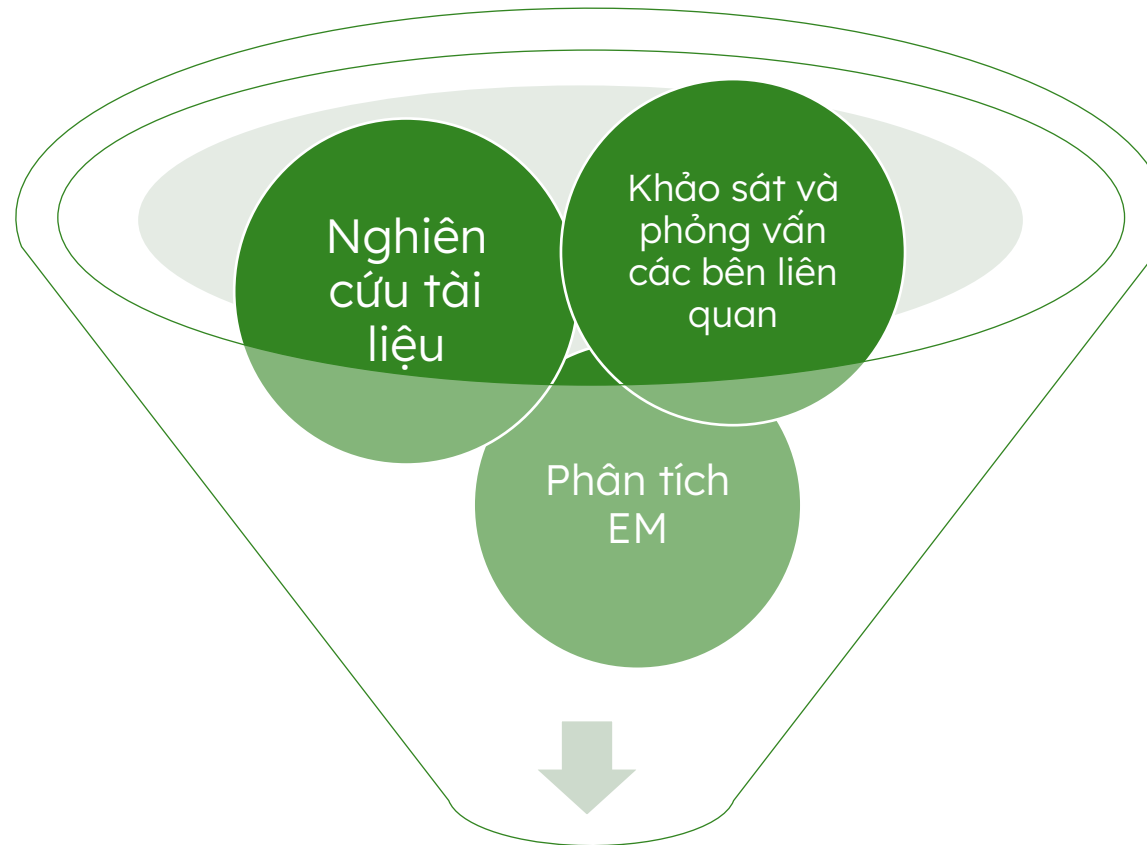 Nghiên
cứu tài
liệu
Khảo sát và
phỏng vấn
các bên liên
quan
Phân tích
EM